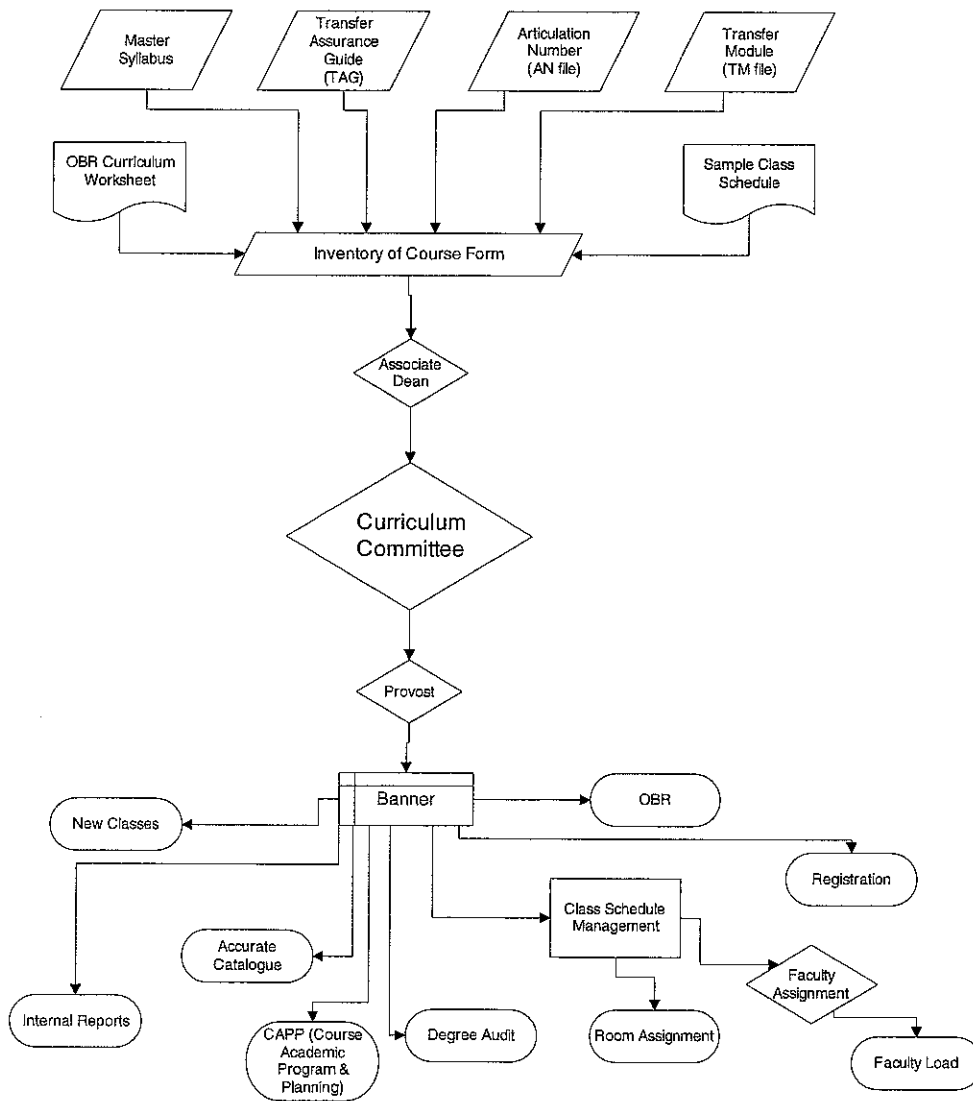 Master
Syllabus
Transfer
Assurance
Guide
(TAG)
Articulation
Number
(AN file)
Transfer
Module
(TM file)
OBR Curriculum
Worksheet
Sample Class
Schedule
Inventory of Course Form
Associate
Dean
Curriculum
Committee
Provost
Banner
OBR
New Classes
Registration
Class Schedule
Management
Accurate
Catalogue
Faculty
Assignment
Internal Reports
CAPP (Course
Academic
Program &
Planning)
Degree Audit
Room Assignment
Faculty Load